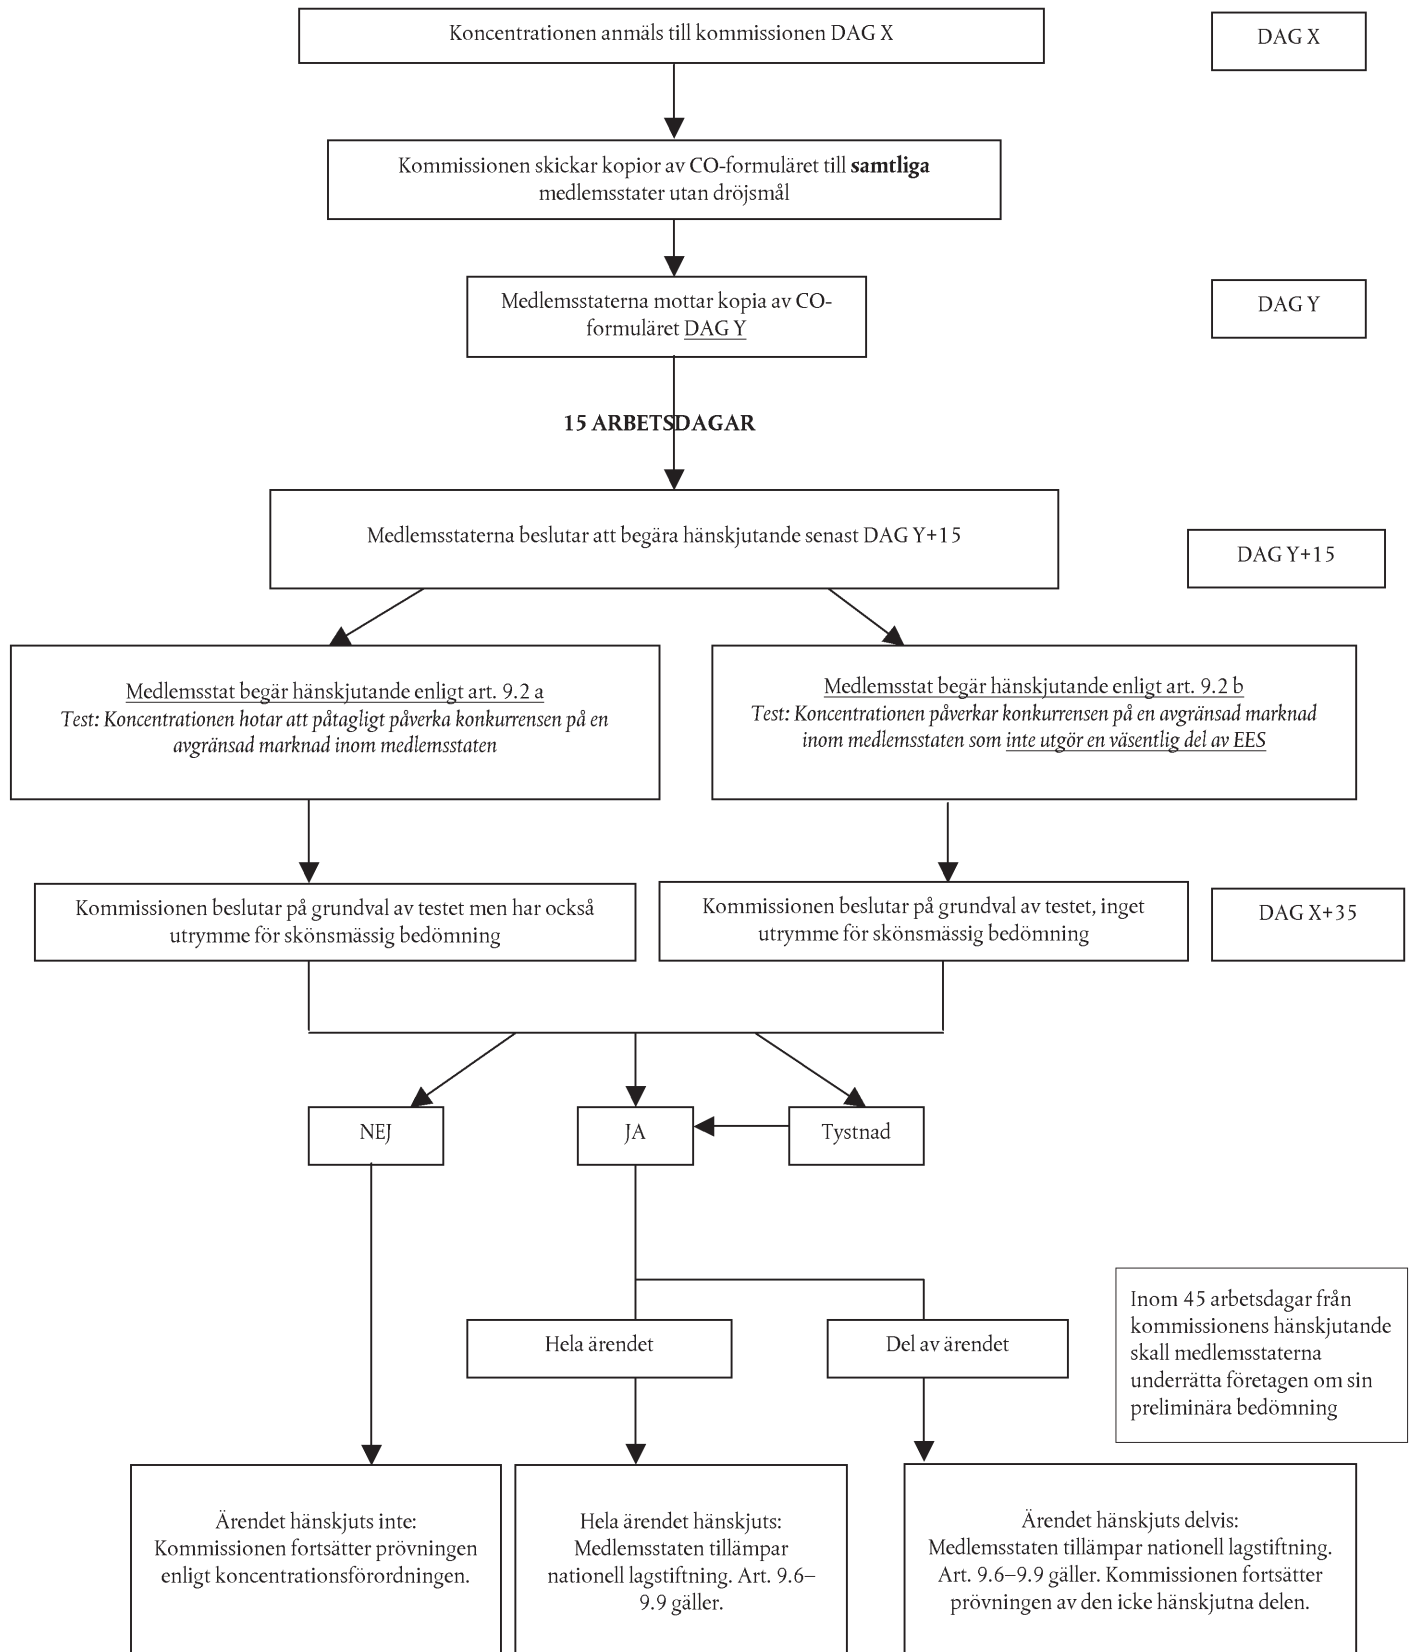 Koncentrationen anmäls till kommissionen DAG X
DAG X
Kommissionen skickar kopior av CO-formuläret till samtliga
medlemsstater utan dröjsmål
Medlemsstaterna mottar kopia av CO-
formuläret DAG Y
DAG Y
15 ARBETSDAGAR
Medlemsstaterna beslutar att begära hänskjutande senast DAG Y+15
DAG Y+15
Medlemsstat begär hänskjutande enligt art. 9.2 a
Test: Koncentrationen hotar att påtagligt påverka konkurrensen på en
avgränsad marknad inom medlemsstaten
Medlemsstat begär hänskjutande enligt art. 9.2 b
Test: Koncentrationen påverkar konkurrensen på en avgränsad marknad
inom medlemsstaten som inte utgör en väsentlig del av EES
Kommissionen beslutar på grundval av testet men har också
utrymme för skönsmässig bedömning
Kommissionen beslutar på grundval av testet, inget
utrymme för skönsmässig bedömning
DAG X+35
NEJ
JA
Tystnad
Hela ärendet
Del av ärendet
Inom 45 arbetsdagar från
kommissionens hänskjutande
skall medlemsstaterna
underrätta företagen om sin
preliminära bedömning
Ärendet hänskjuts inte:
Kommissionen fortsätter prövningen
enligt koncentrationsförordningen.
Hela ärendet hänskjuts:
Medlemsstaten tillämpar
nationell lagstiftning. Art. 9.6–
9.9 gäller.
Ärendet hänskjuts delvis:
Medlemsstaten tillämpar nationell lagstiftning.
Art. 9.6–9.9 gäller. Kommissionen fortsätter
prövningen av den icke hänskjutna delen.